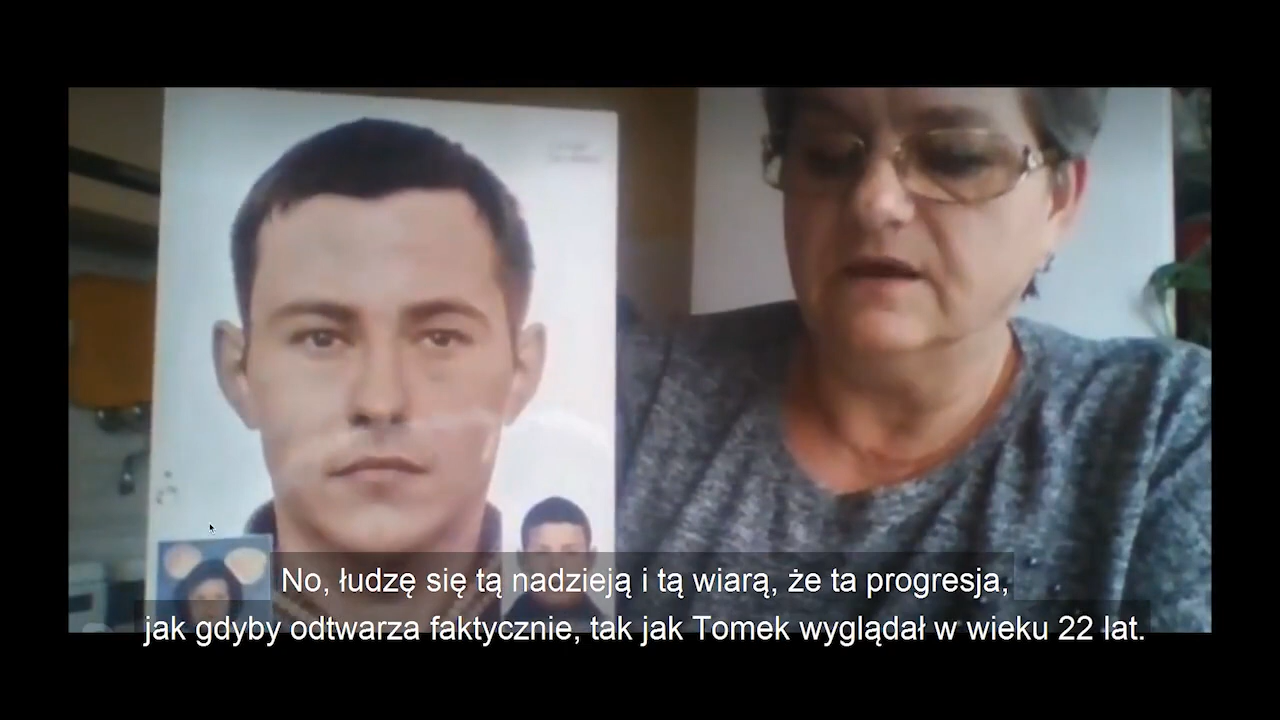 No, łudzę się tą nadzieją i tą wiarą, że ta progresja,
jak gdyby odtwarza faktycznie, tak jak Tomek wyglądał w wieku 22 lat.